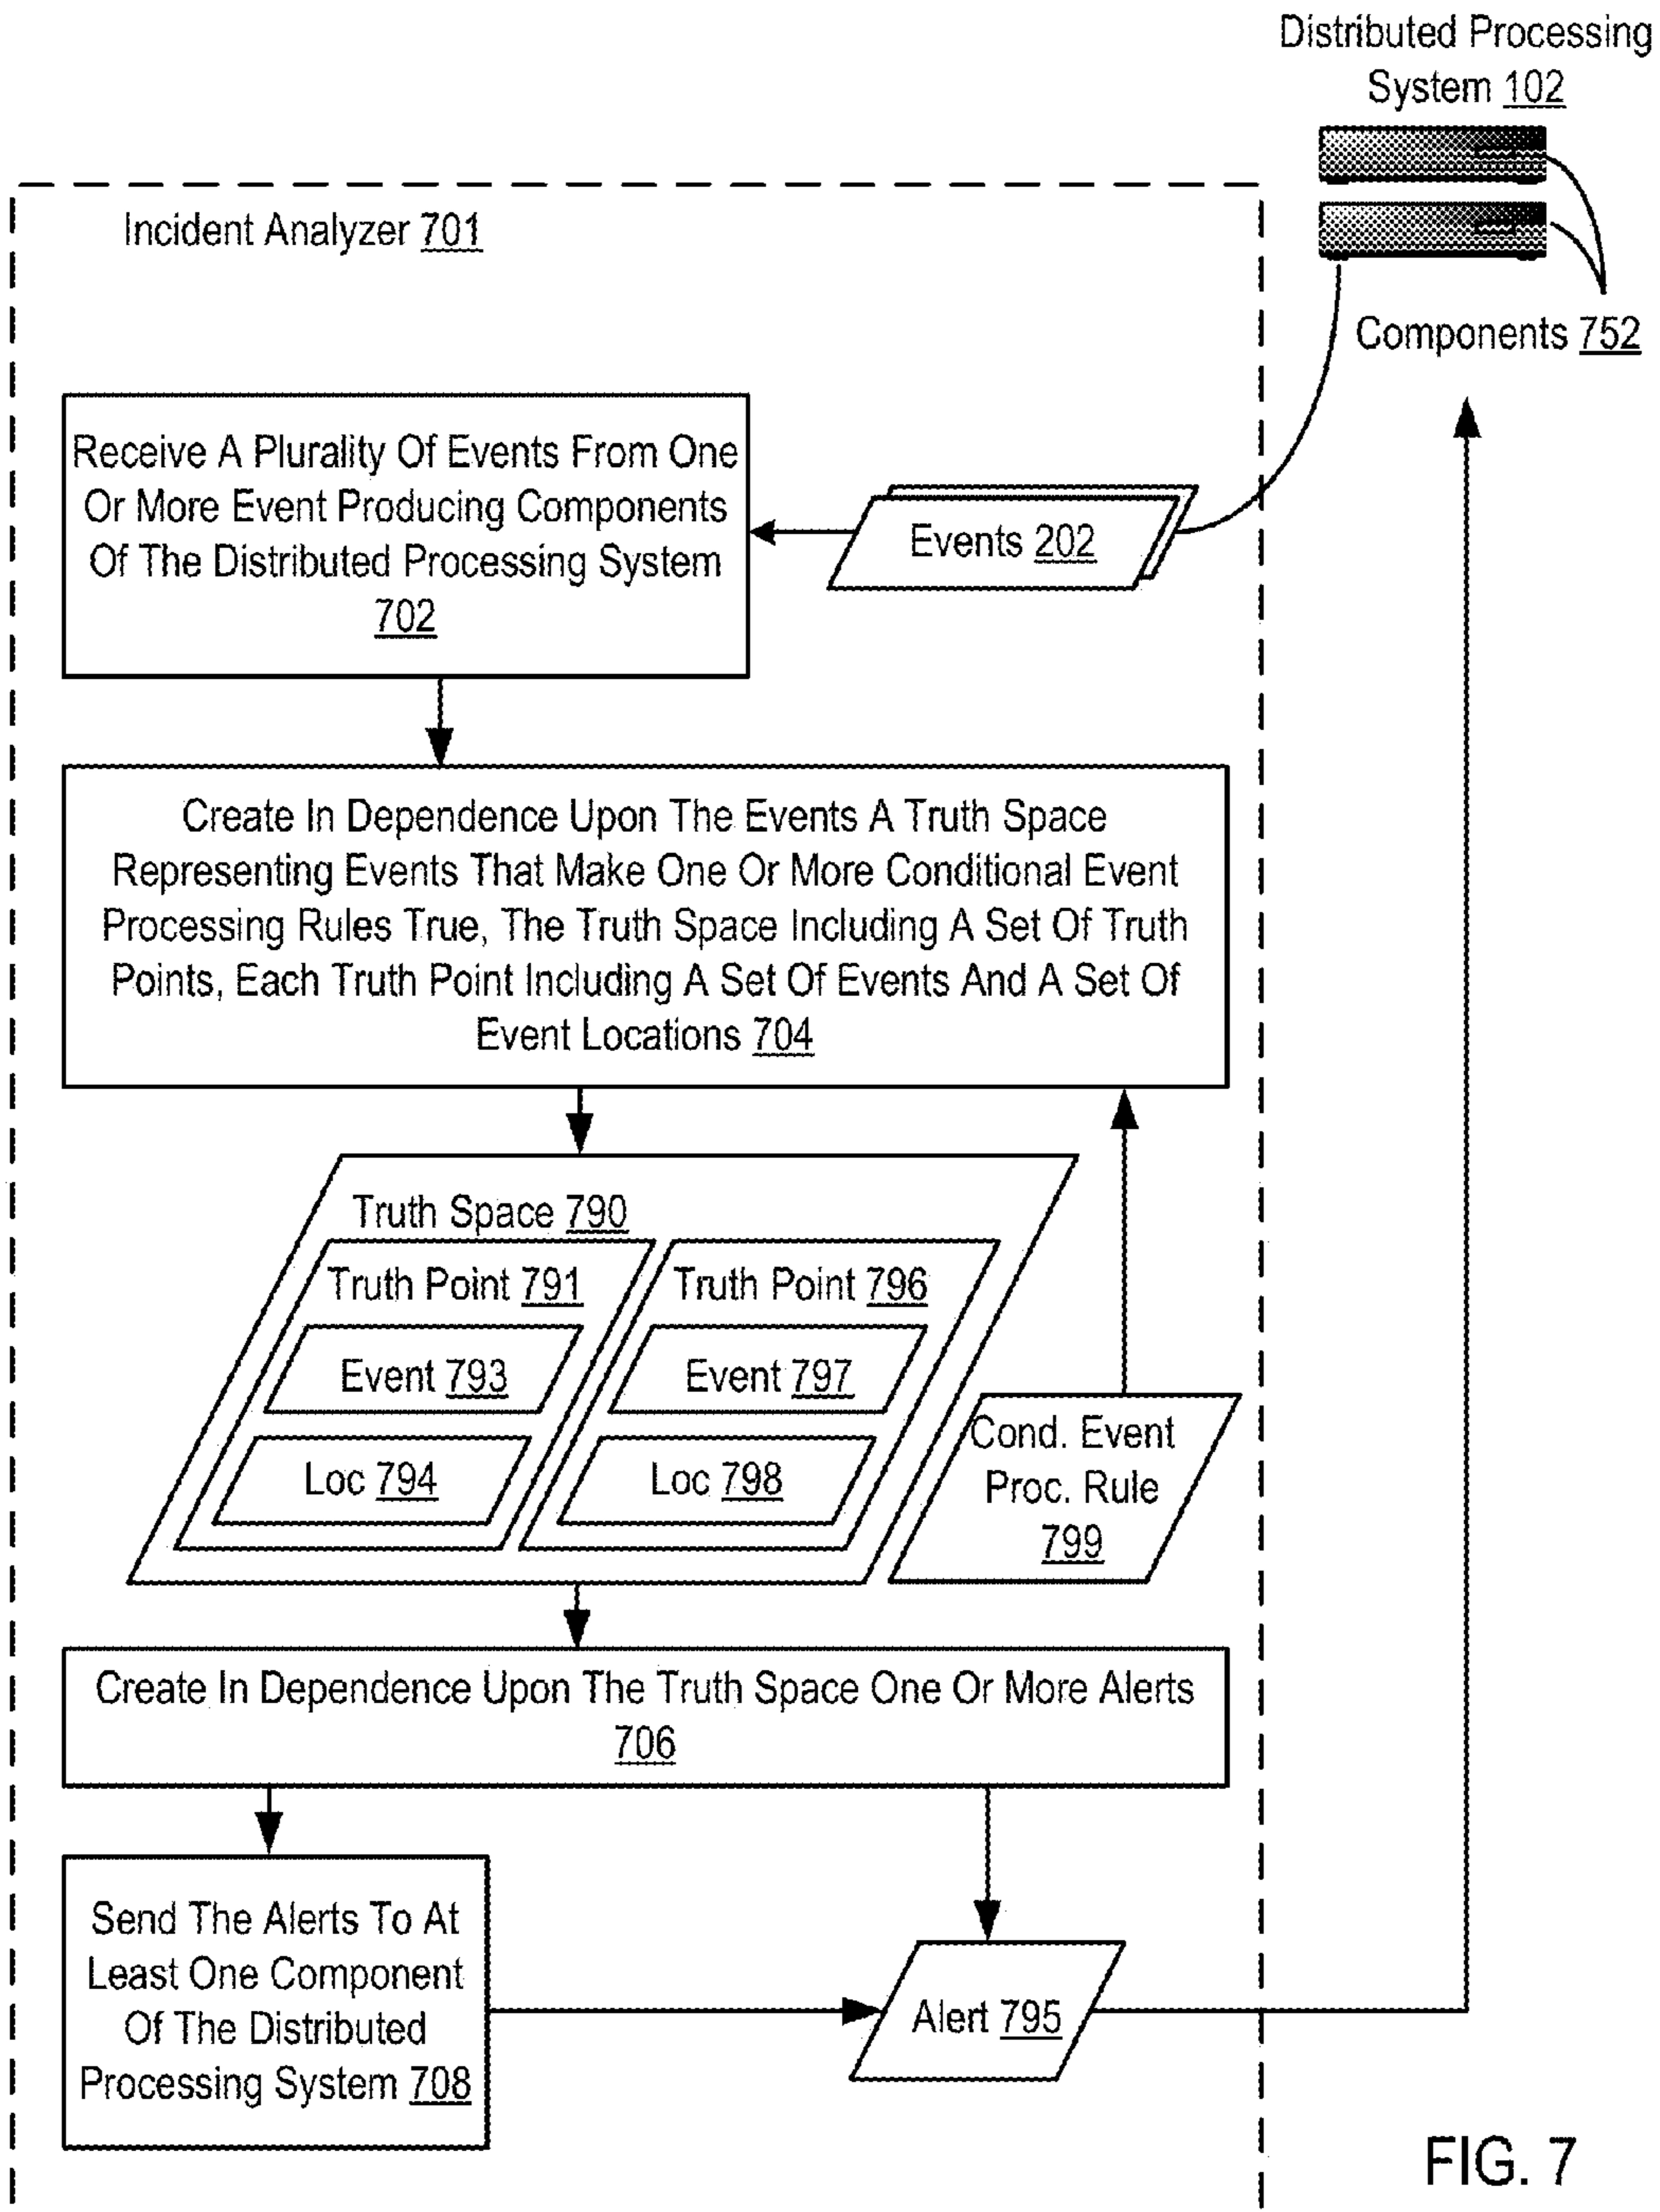 Distributed Processing
System 102
Incident Analyzer 701
Components 752
Receive A Plurality Of Events From One
Or More Event Producing Components
Of The Distributed Processing System
702
Events 202
Create In Dependence Upon The Events A Truth Space
Representing Events That Make One Or More Conditional Event
Processing Rules True, The Truth Space Including A Set Of Truth
Points, Each Truth Point Including A Set Of Events And A Set Of
Event Locations 704
Truth Space 790
Truth Point 791
Event 793
Loc 794
Truth Point 796
Event 797
Loc 798
Cond. Event
Proc. Rule
799
Create In Dependence Upon The Truth Space One Or More Alerts
706
Send The Alerts To At
Least One Component
Of The Distributed
Processing System 708
Alert 795
FIG. 7